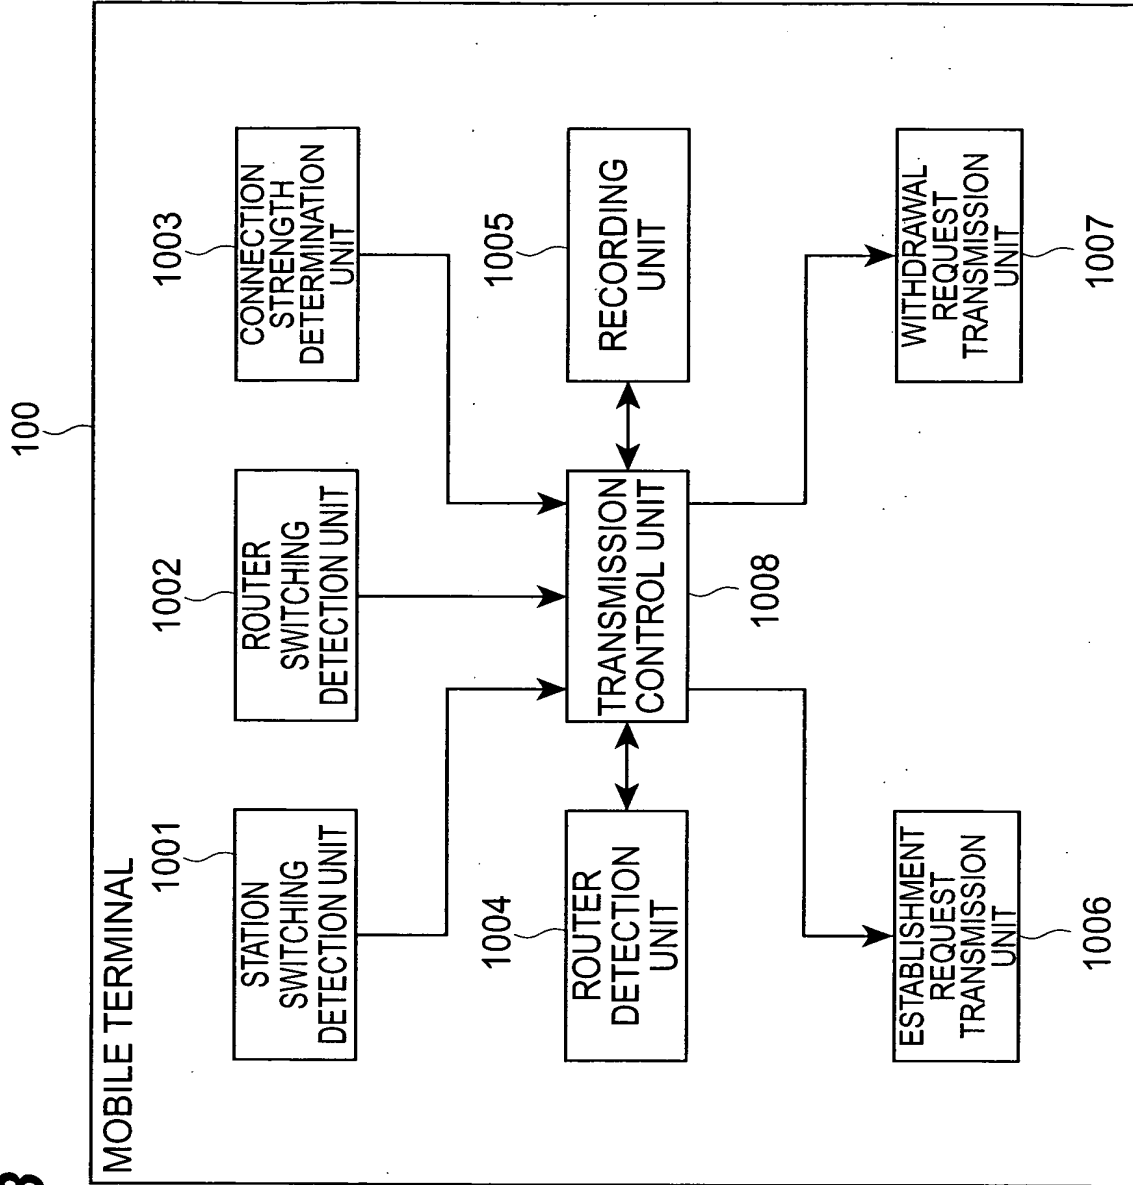 3
100
MOBILE TERMINAL
1001
STATION
SWITCHING
DETECTION UNIT
1002
ROUTER
SWITCHING
DETECTION UNIT
1003
CONNECTION
STRENGTH
DETERMINATION
UNIT
1004
ROUTER
DETECTION
UNIT
TRANSMISSION
CONTROL UNIT
1008
1005
RECORDING
UNIT
ESTABLISHMENT
REQUEST
TRANSMISSION
UNIT
1006
WITHDRAWAL
REQUEST
TRANSMISSION
UNIT
1007